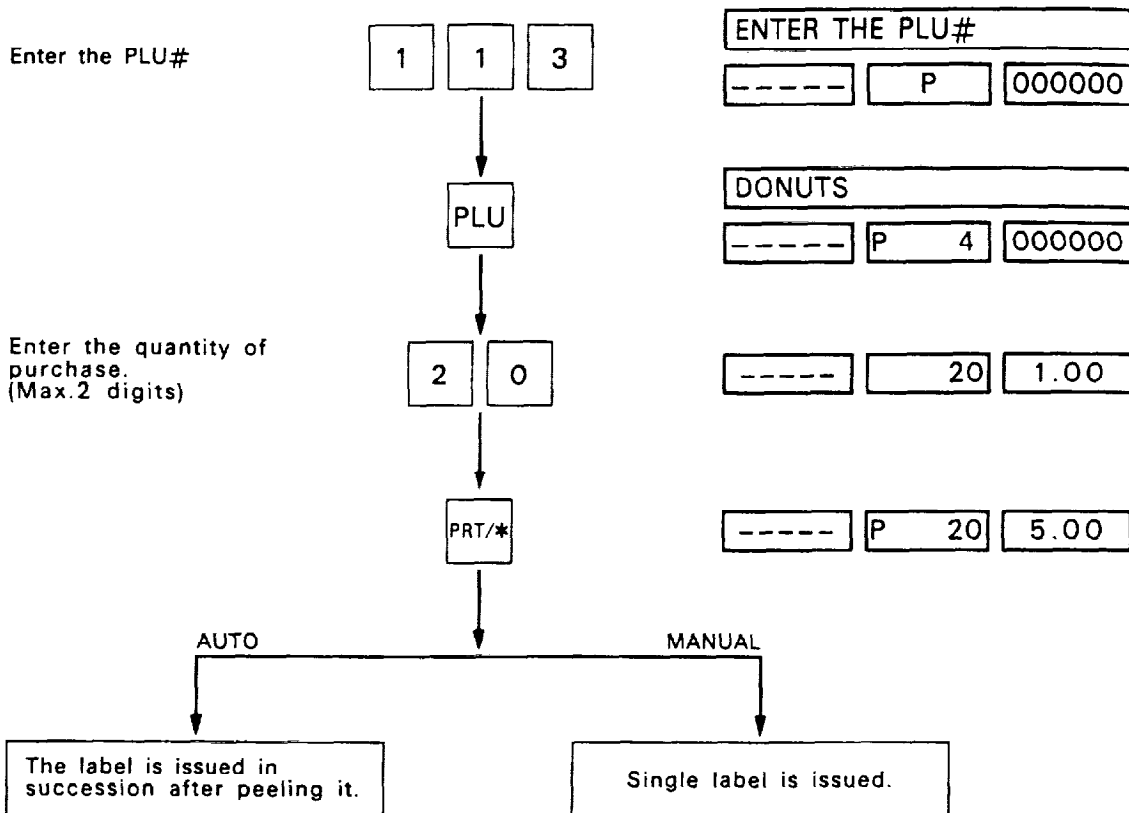 Enter the PLU#
1 1 3
ENTER THE PLU#
----- P 000000
PLU
DONUTS
----- P 4 000000
Enter the quantity of
purchase.
(Max.2 digits)
2 0
----- 20 1.00
PRT/*
----- P 20 5.00
AUTO
MANUAL
The label is issued in
succession after peeling it.
Single label is issued.